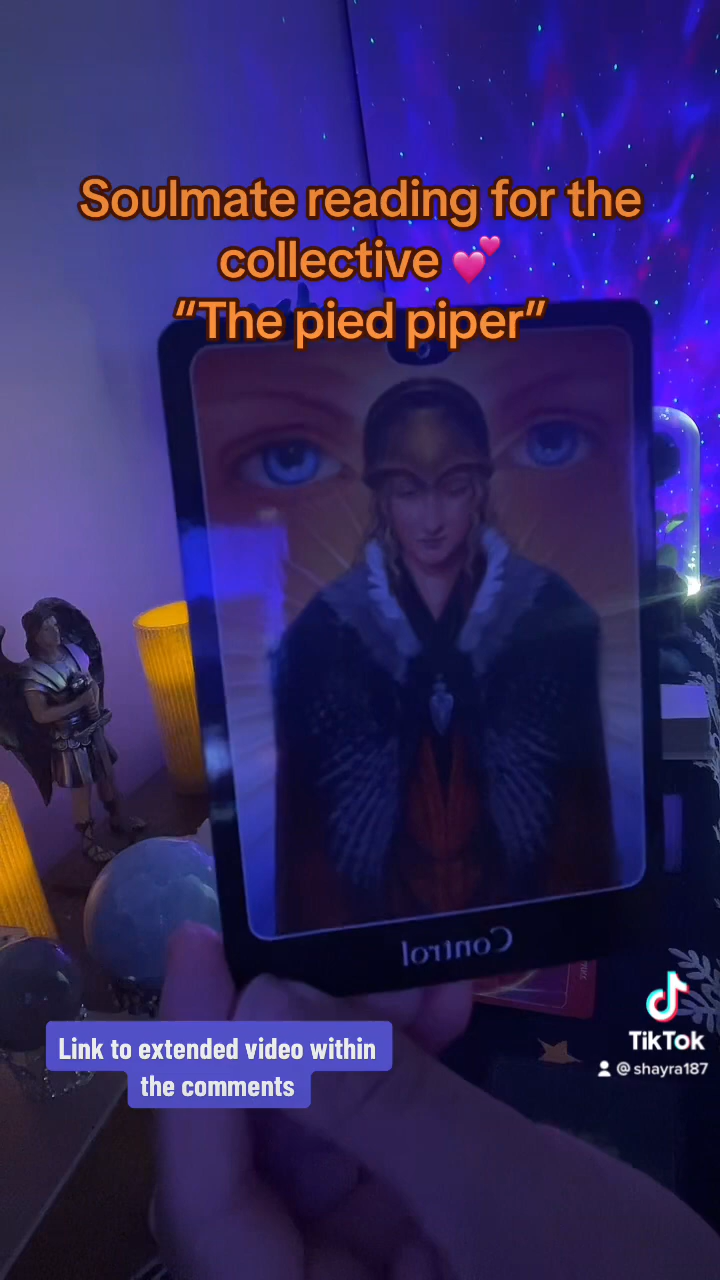 Soulmate reading for the
collective 💕
“The pied piper”
Control
Link to extended video within
the comments
TikTok
@shayra187